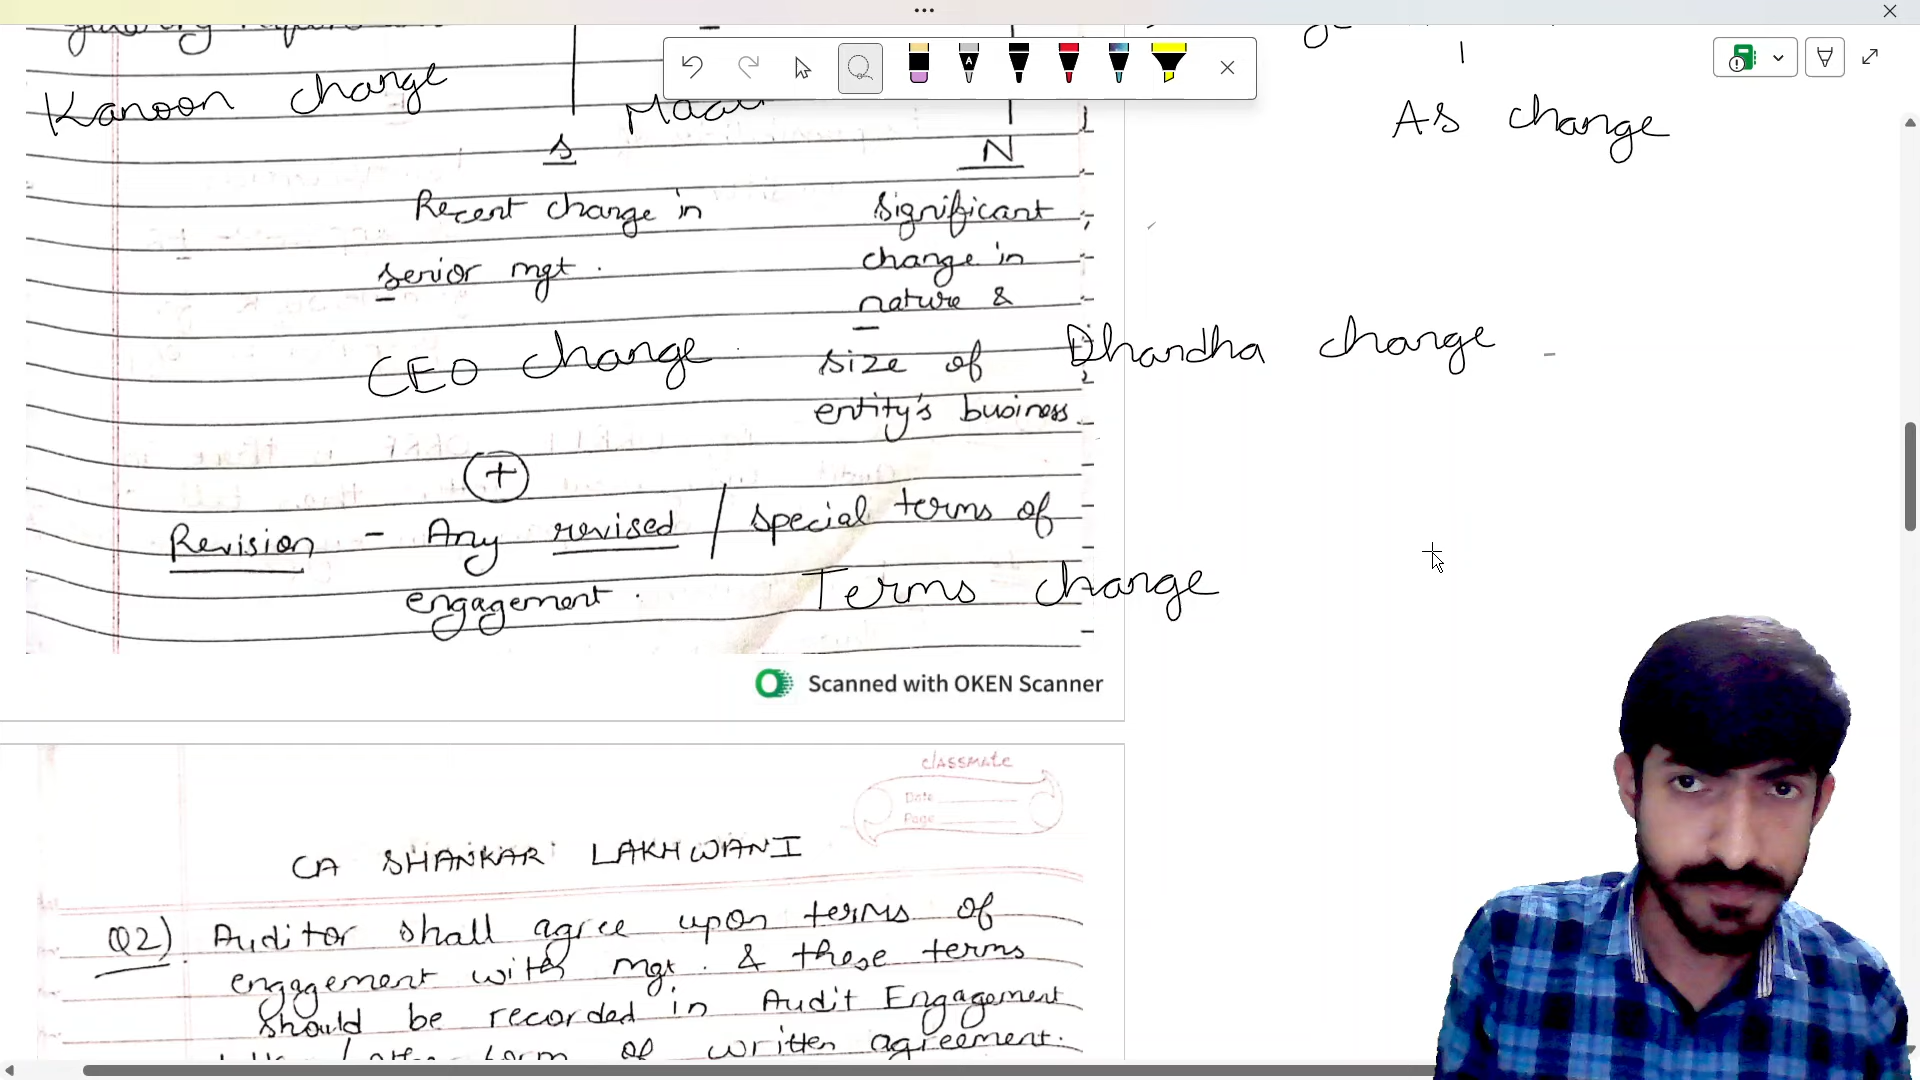 Kanoon change
As change
S
N
Recent change in
senior mgt.
CEO change
Significant
change in
nature &
size of
entity's business
Dhandha change
+
Revision - Any revised / special terms of
engagement.
Terms change
Scanned with OKEN Scanner
classmate
Date
Page
CA SHANKAR LAKHWANI
Q2) Auditor shall agree upon terms of
engagement with mgt. & these terms
should be recorded in Audit Engagement
of written agreement.